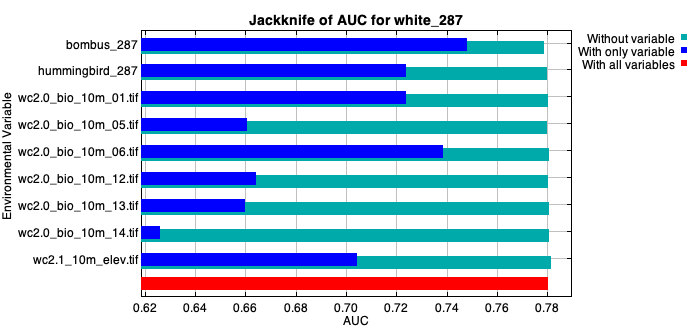 Jackknife of AUC for white_287
Without variable
With only variable
With all variables
Environmental Variable
bombus_287
hummingbird_287
wc2.0_bio_10m_01.tif
wc2.0_bio_10m_05.tif
wc2.0_bio_10m_06.tif
wc2.0_bio_10m_12.tif
wc2.0_bio_10m_13.tif
wc2.0_bio_10m_14.tif
wc2.1_10m_elev.tif
0.62 0.64 0.66 0.68 0.70 0.72 0.74 0.76 0.78
AUC